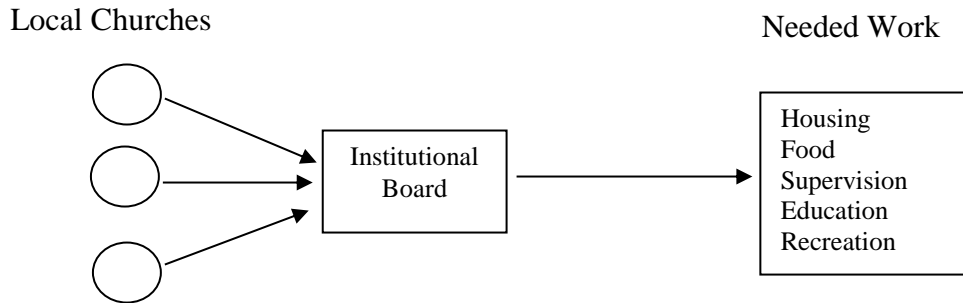 Local Churches
Needed Work
Institutional
Board
Housing
Food
Supervision
Education
Recreation